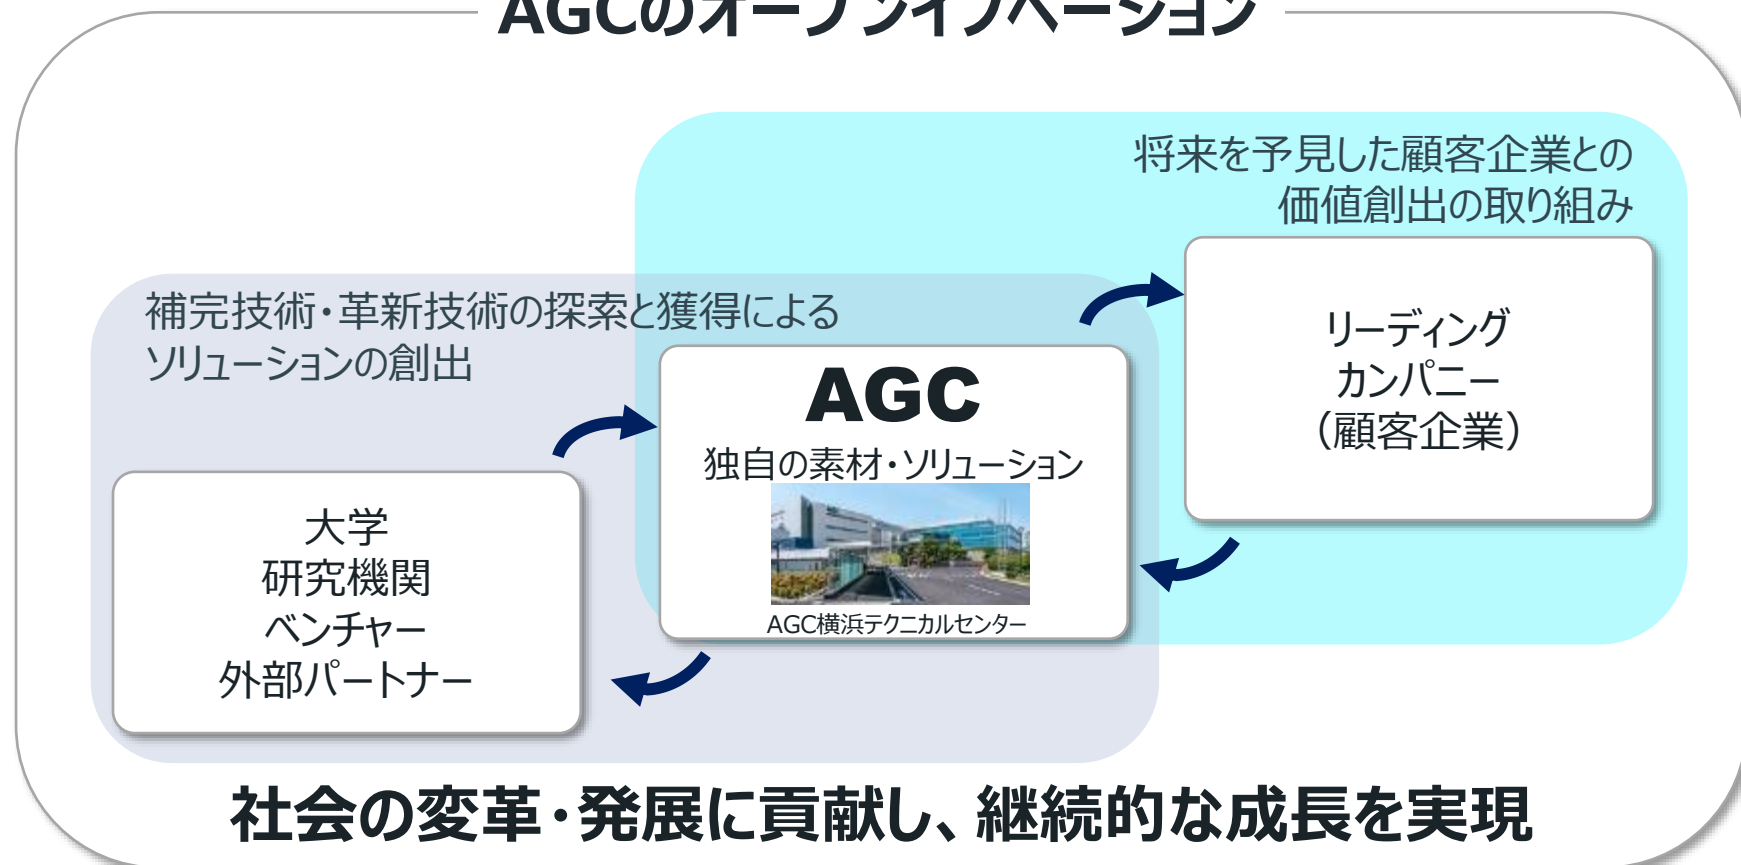 AGCのオープンイノベーション
将来を予見した顧客企業との
価値創出の取り組み
補完技術・革新技術の探索と獲得による
ソリューションの創出
リーディング
カンパニー
（顧客企業）
AGC
独自の素材・ソリューション
AGC横浜テクニカルセンター
大学
研究機関
ベンチャー
外部パートナー
社会の変革・発展に貢献し、継続的な成長を実現